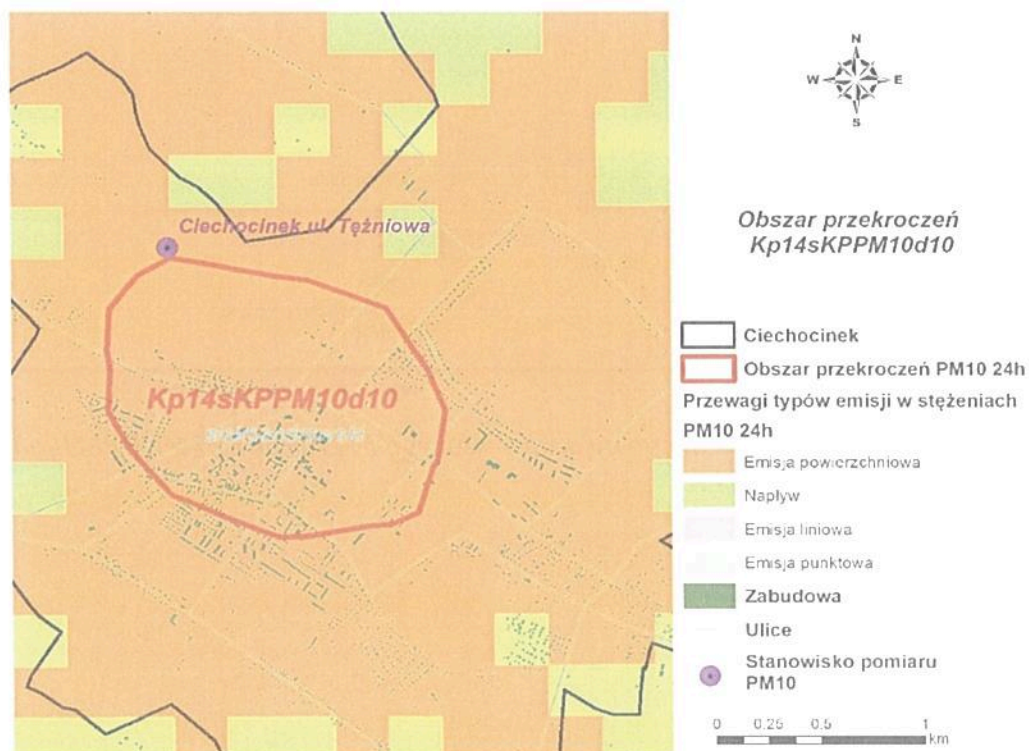 N
W E
S
Ciechocinek ul. Tężniowa
Kp14sKPPM10d10
Obszar przekroczeń
Kp14sKPPM10d10
Ciechocinek
Obszar przekroczeń PM10 24h
Przewagi typów emisji w stężeniach
PM10 24h
Emisja powierzchniowa
Napływ
Emisja liniowa
Emisja punktowa
Zabudowa
Ulice
Stanowisko pomiaru
PM10
0 0.25 0.5 1
km